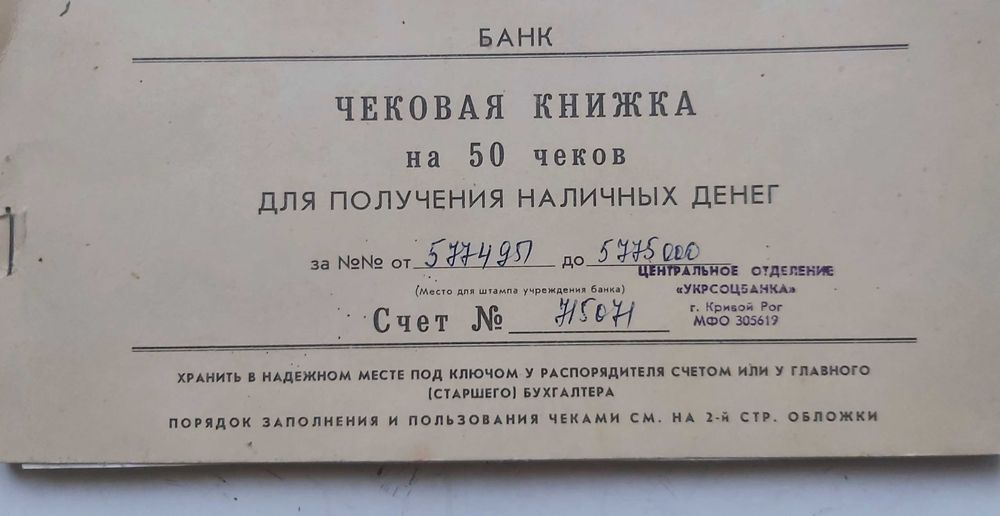 БАНК
ЧЕКОВАЯ КНИЖКА
на 50 чеков
ДЛЯ ПОЛУЧЕНИЯ НАЛИЧНЫХ ДЕНЕГ
за №№ от 5774951 до 5775000
ЦЕНТРАЛЬНОЕ ОТДЕЛЕНИЕ
«УКРСОЦБАНКА»
г. Кривой Рог
МФО 305619
(Место для штампа учреждения банка)
Счет № 715071
ХРАНИТЬ В НАДЕЖНОМ МЕСТЕ ПОД КЛЮЧОМ У РАСПОРЯДИТЕЛЯ СЧЕТОМ ИЛИ У ГЛАВНОГО
(СТАРШЕГО) БУХГАЛТЕРА
ПОРЯДОК ЗАПОЛНЕНИЯ И ПОЛЬЗОВАНИЯ ЧЕКАМИ СМ. НА 2-й СТР. ОБЛОЖКИ